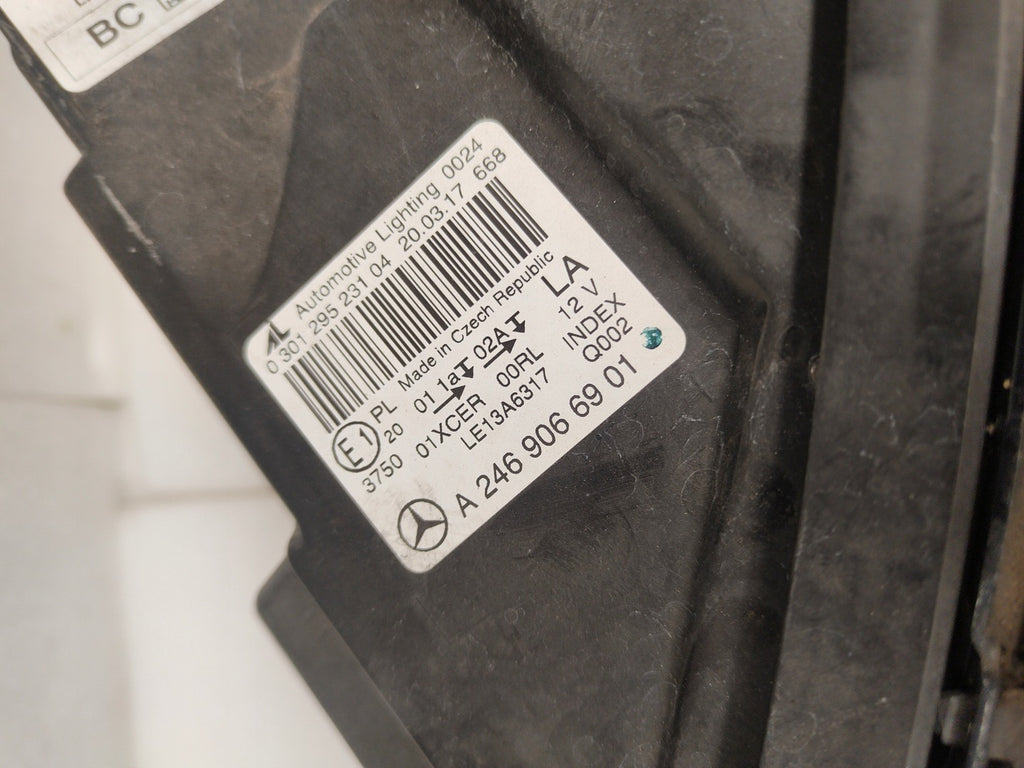 BC
AL Automotive Lighting 0024
0 301 295 231 04 20.03.17 668
Made in Czech Republic
E1 PL 01 1a 02A LA
20 12 V
3750 01XCER 00RL INDEX
LE13A6317 Q002
A 246 906 69 01